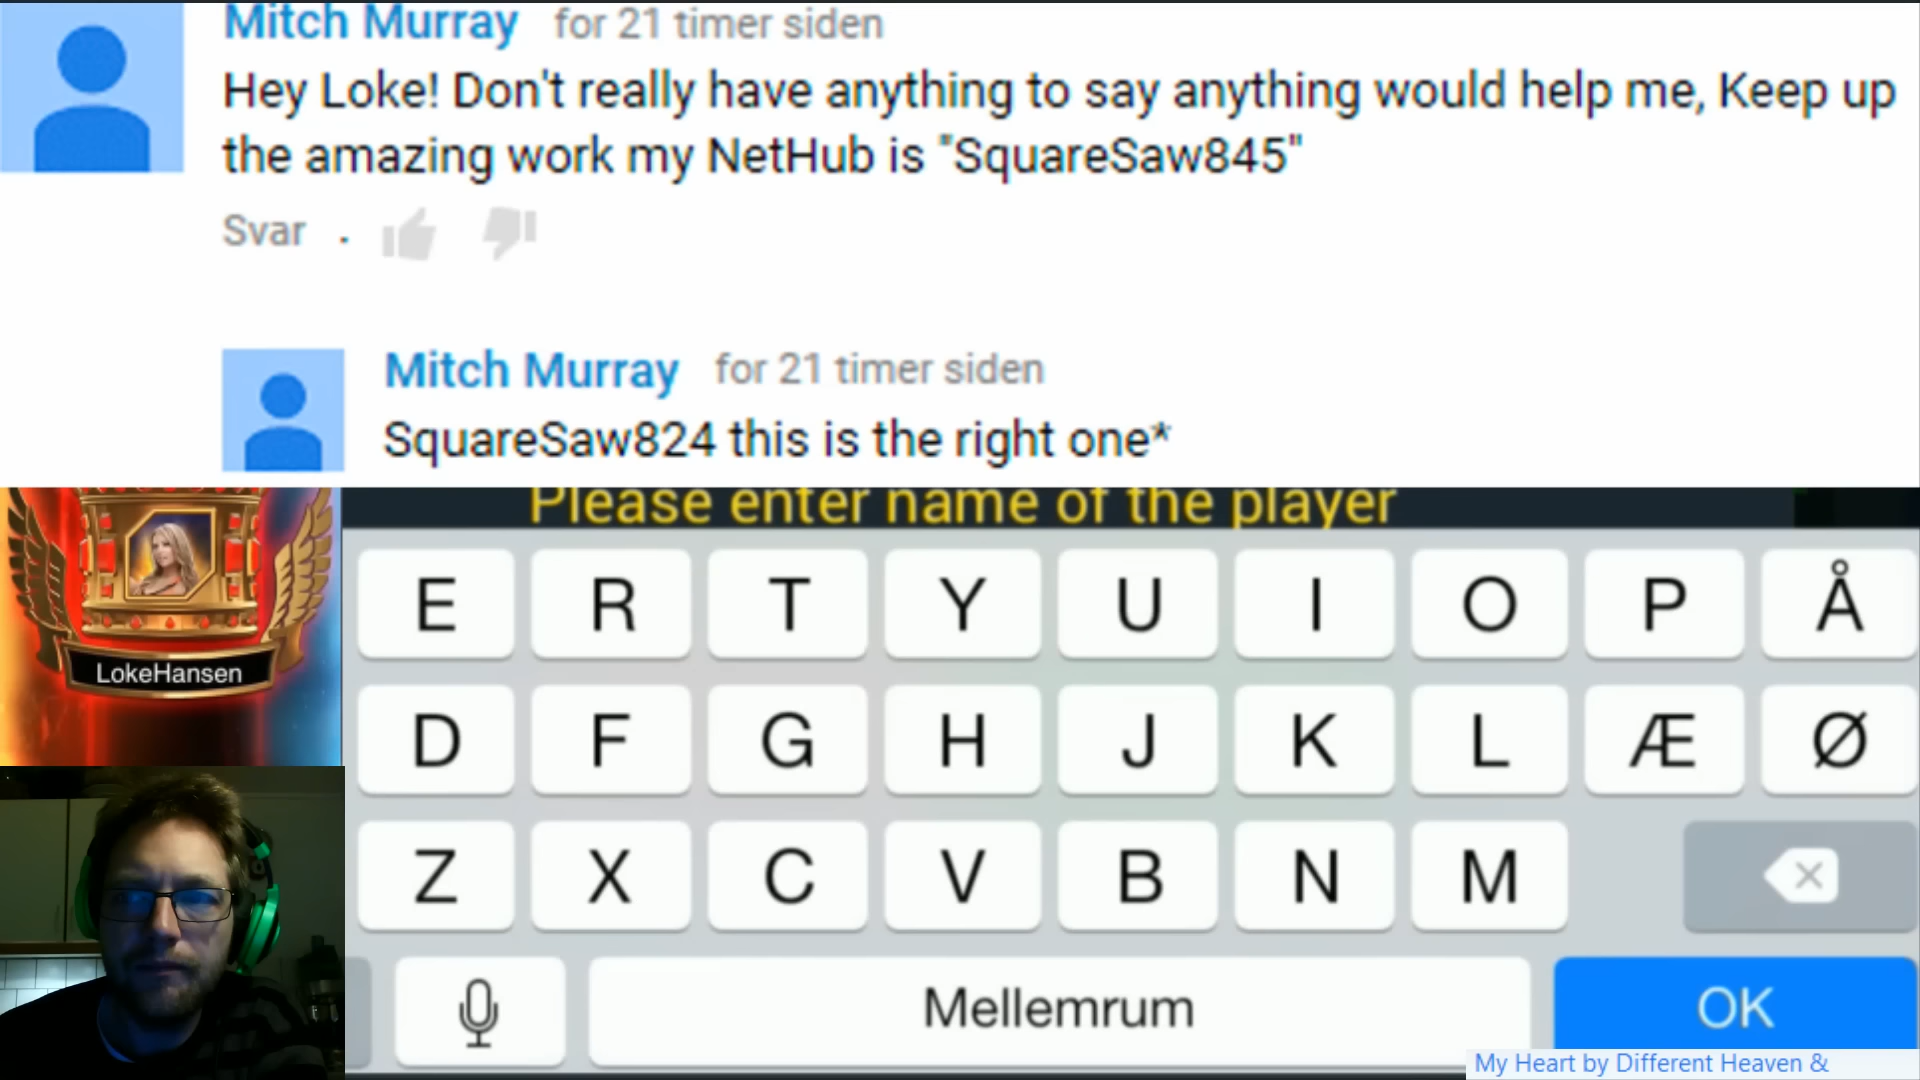 Mitch Murray for 21 timer siden
Hey Loke! Don't really have anything to say anything would help me, Keep up
the amazing work my NetHub is "SquareSaw845"
Svar .
Mitch Murray for 21 timer siden
SquareSaw824 this is the right one*
Please enter name of the player
LokeHansen
E R T Y U I O P Å
D F G H J K L Æ Ø
Z X C V B N M
Mellemrum
OK
My Heart by Different Heaven &